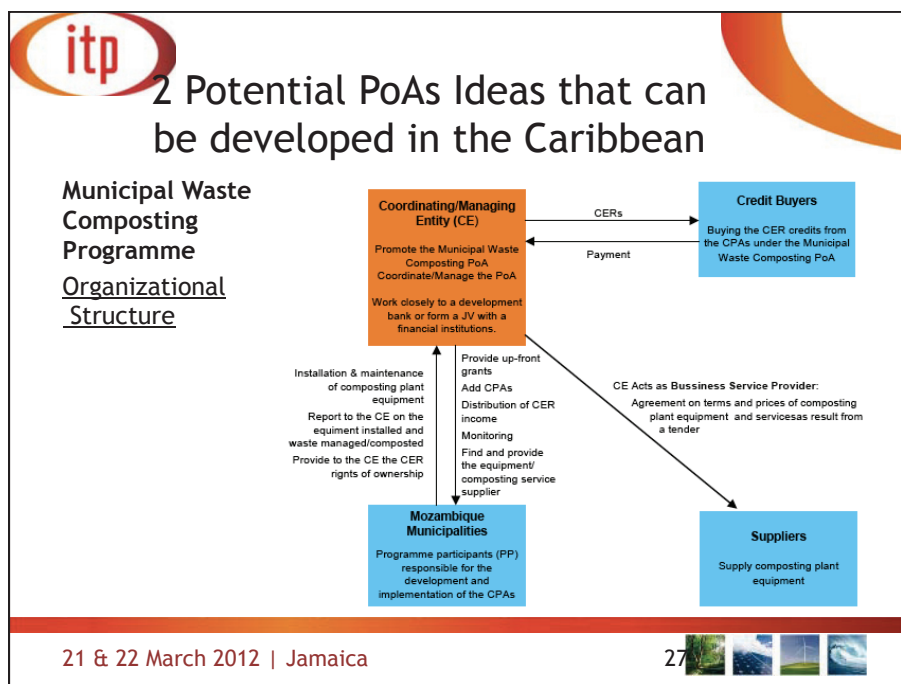 itp
2 Potential PoAs Ideas that can
be developed in the Caribbean
Municipal Waste
Composting
Programme
Organizational
Structure
Coordinating/Managing
Entity (CE)
Promote the Municipal Waste
Composting PoA
Coordinate/Manage the PoA
Work closely to a development
bank or form a JV with a
financial institutions.
CERs
Payment
Credit Buyers
Buying the CER credits from
the CPAs under the Municipal
Waste Composting PoA
Installation & maintenance
of composting plant
equipment
Report to the CE on the
equiment installed and
waste managed/composted
Provide to the CE the CER
rignts of ownership
Provide up-front
grants
Add CPAs
Distribution of CER
income
Monitoring
Find and provide
the equipment/
composting service
supplier
CE Acts as Bussiness Service Provider:
Agreement on terms and prices of composting
plant equipment and servicesas result from
a tender
Mozambique
Municipalities
Programme participants (PP)
responsible for the
development and
implementation of the CPAs
Suppliers
Supply composting plant
equipment
21 & 22 March 2012 | Jamaica
27